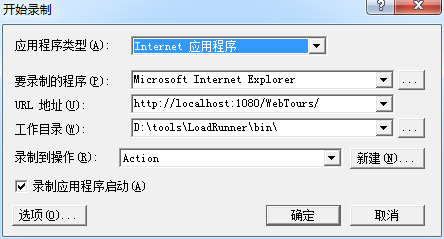 开始录制
应用程序类型(A): Internet 应用程序
要录制的程序(P): Microsoft Internet Explorer ...
URL 地址(U): http://localhost:1080/WebTours/
工作目录(W): D:\tools\LoadRunner\bin\ ...
录制到操作(R): Action 新建(N)...
录制应用程序启动(A)
选项(O)... 确定 取消